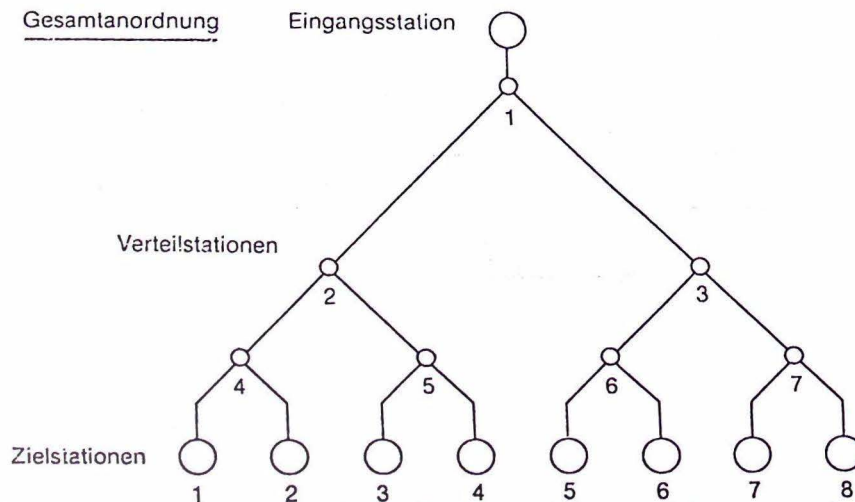 Gesamtanordnung Eingangsstation
1
Verteilstationen
2 3
4 5 6 7
Zielstationen
1 2 3 4 5 6 7 8